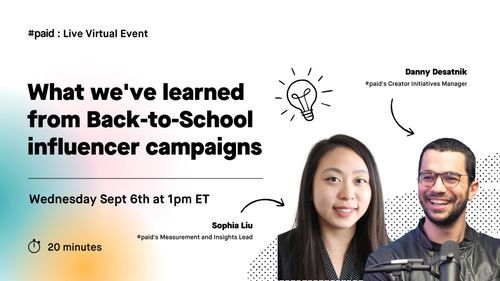 #paid : Live Virtual Event
Danny Desatnik
#paid's Creator Initiatives Manager
What we've learned
from Back-to-School
influencer campaigns
Wednesday Sept 6th at 1pm ET
Sophia Liu
#paid's Measurement and Insights Lead
20 minutes